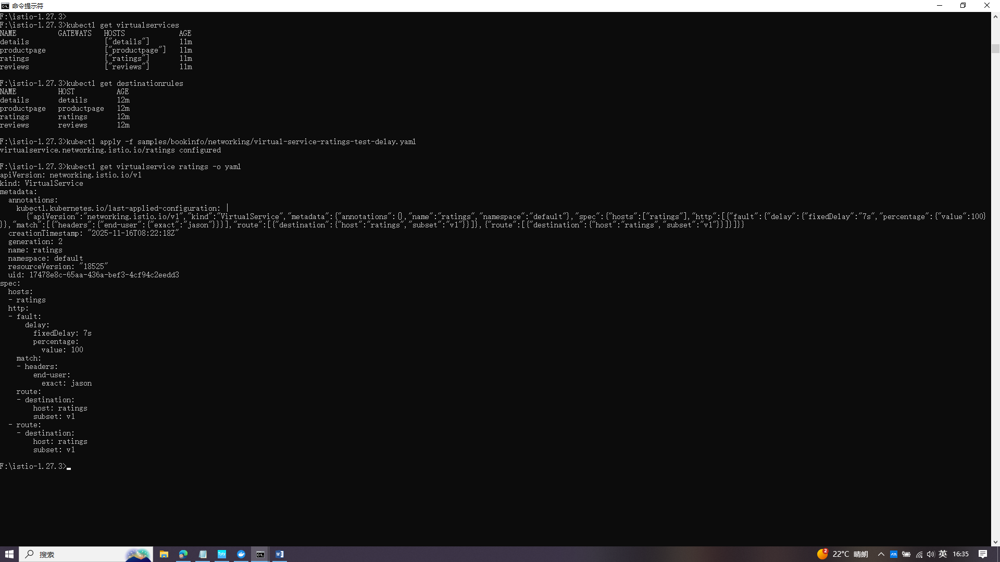 命令提示符
F:\istio-1.27.3>
F:\istio-1.27.3>kubectl get virtualservices
NAME          GATEWAYS   HOSTS             AGE
details                  ["details"]       11m
productpage              ["productpage"]   11m
ratings                  ["ratings"]       11m
reviews                  ["reviews"]       11m
F:\istio-1.27.3>kubectl get destinationrules
NAME          HOST          AGE
details       details       12m
productpage   productpage   12m
ratings       ratings       12m
reviews       reviews       12m
F:\istio-1.27.3>kubectl apply -f samples/bookinfo/networking/virtual-service-ratings-test-delay.yaml
virtualservice.networking.istio.io/ratings configured
F:\istio-1.27.3>kubectl get virtualservice ratings -o yaml
apiVersion: networking.istio.io/v1
kind: VirtualService
metadata:
  annotations:
    kubectl.kubernetes.io/last-applied-configuration: |
      {"apiVersion":"networking.istio.io/v1","kind":"VirtualService","metadata":{"annotations":{},"name":"ratings","namespace":"default"},"spec":{"hosts":["ratings"],"http":[{"fault":{"delay":{"fixedDelay":"7s","percentage":{"value":100}
}},"match":[{"headers":{"end-user":{"exact":"jason"}}}],"route":[{"destination":{"host":"ratings","subset":"v1"}}]},{"route":[{"destination":{"host":"ratings","subset":"v1"}}]}]}}
  creationTimestamp: "2025-11-16T08:22:18Z"
  generation: 2
  name: ratings
  namespace: default
  resourceVersion: "18525"
  uid: 17478e8c-65aa-436a-bef3-4cf94c2eedd3
spec:
  hosts:
  - ratings
  http:
  - fault:
      delay:
        fixedDelay: 7s
        percentage:
          value: 100
    match:
    - headers:
        end-user:
          exact: jason
    route:
    - destination:
        host: ratings
        subset: v1
  - route:
    - destination:
        host: ratings
        subset: v1
F:\istio-1.27.3>
搜索
Tyty
2
22°C 晴朗
英
16:35